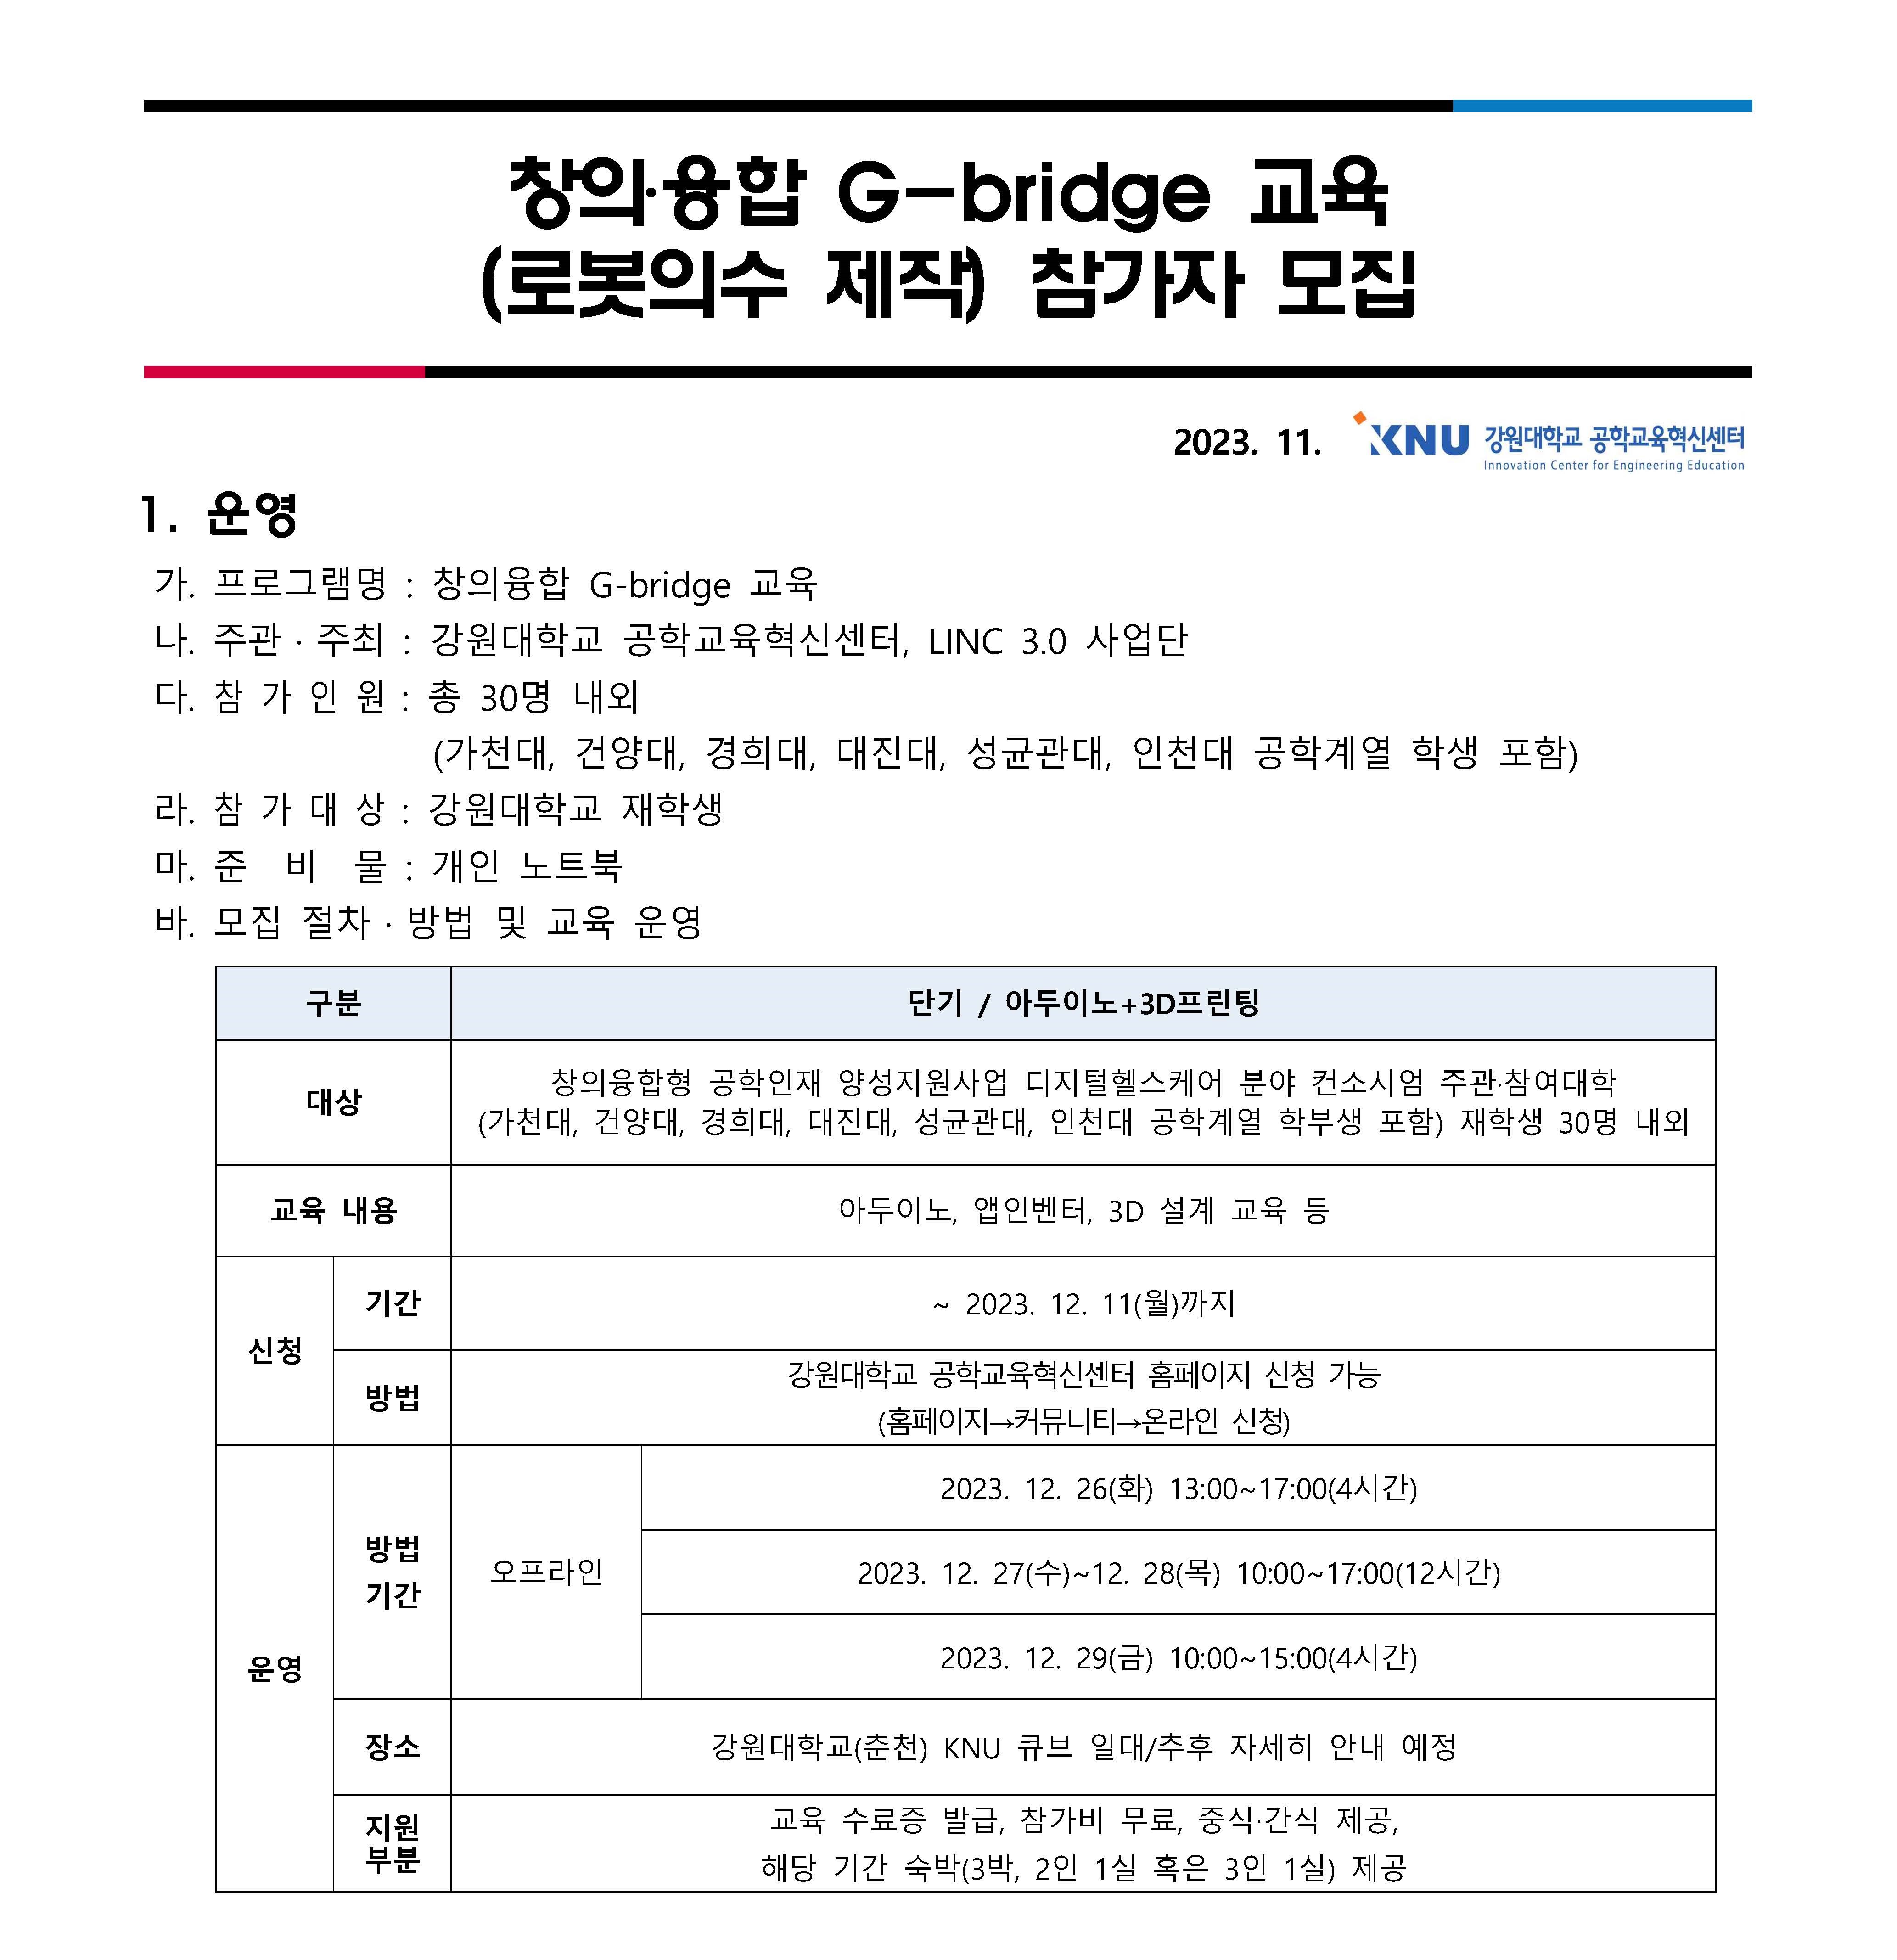 창의·융합 G-bridge 교육
(로봇의수 제작) 참가자 모집
2023. 11. KNU 강원대학교 공학교육혁신센터
Innovation Center for Engineering Education
1. 운영
가. 프로그램명 : 창의융합 G-bridge 교육
나. 주관 · 주최 : 강원대학교 공학교육혁신센터, LINC 3.0 사업단
다. 참 가 인 원 : 총 30명 내외
(가천대, 건양대, 경희대, 대진대, 성균관대, 인천대 공학계열 학생 포함)
라. 참 가 대 상 : 강원대학교 재학생
마. 준 비 물 : 개인 노트북
바. 모집 절차 · 방법 및 교육 운영
구분 단기 / 아두이노+3D프린팅
대상
창의융합형 공학인재 양성지원사업 디지털헬스케어 분야 컨소시엄 주관·참여대학
(가천대, 건양대, 경희대, 대진대, 성균관대, 인천대 공학계열 학부생 포함) 재학생 30명 내외
교육 내용 아두이노, 앱인벤터, 3D 설계 교육 등
신청
기간 ~ 2023. 12. 11(월)까지
방법
강원대학교 공학교육혁신센터 홈페이지 신청 가능
(홈페이지→커뮤니티→온라인 신청)
운영
방법
기간
오프라인
2023. 12. 26(화) 13:00~17:00(4시간)
2023. 12. 27(수)~12. 28(목) 10:00~17:00(12시간)
2023. 12. 29(금) 10:00~15:00(4시간)
장소 강원대학교(춘천) KNU 큐브 일대/추후 자세히 안내 예정
지원
부분
교육 수료증 발급, 참가비 무료, 중식·간식 제공,
해당 기간 숙박(3박, 2인 1실 혹은 3인 1실) 제공